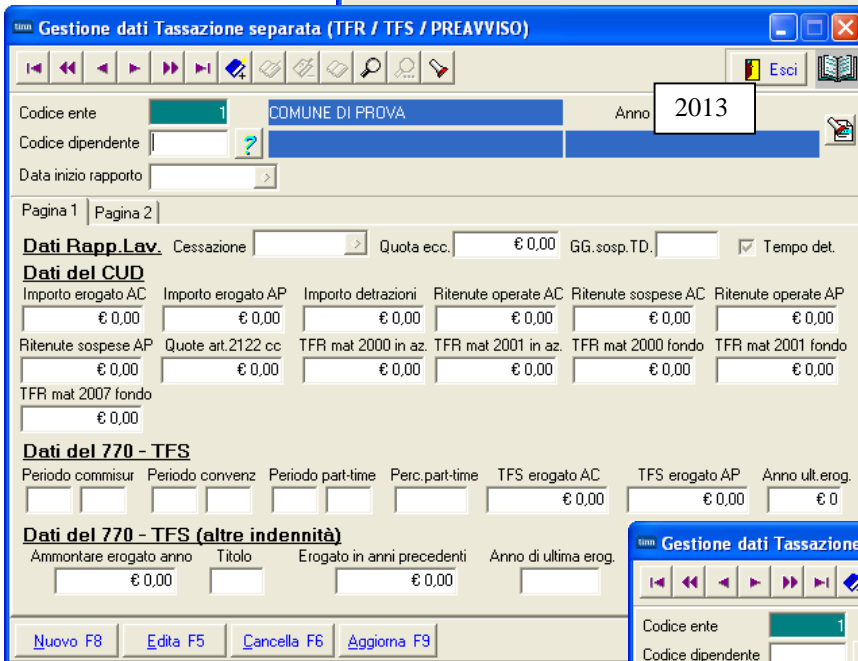 tinn Gestione dati Tassazione separata (TFR / TFS / PREAVVISO)
Esci
Codice ente 1 COMUNE DI PROVA Anno 2013
Codice dipendente ?
Data inizio rapporto
Pagina 1 Pagina 2
Dati Rapp.Lav. Cessazione Quota ecc. € 0,00 GG.sosp.TD. Tempo det.
Dati del CUD
Importo erogato AC Importo erogato AP Importo detrazioni Ritenute operate AC Ritenute sospese AC Ritenute operate AP
€ 0,00 € 0,00 € 0,00 € 0,00 € 0,00 € 0,00
Ritenute sospese AP Quote art.2122 cc TFR mat 2000 in az. TFR mat 2001 in az. TFR mat 2000 fondo TFR mat 2001 fondo
€ 0,00 € 0,00 € 0,00 € 0,00 € 0,00 € 0,00
TFR mat 2007 fondo
€ 0,00
Dati del 770 - TFS
Periodo commisur Periodo convenz Periodo part-time Perc.part-time TFS erogato AC TFS erogato AP Anno ult.erog.
€ 0,00 € 0,00 € 0
Dati del 770 - TFS (altre indennità)
Ammontare erogato anno Titolo Erogato in anni precedenti Anno di ultima erog.
€ 0,00 € 0,00
Nuovo F8 Edita F5 Cancella F6 Aggiorna F9
tinn Gestione dati Tassazione
Codice ente 1
Codice dipendente